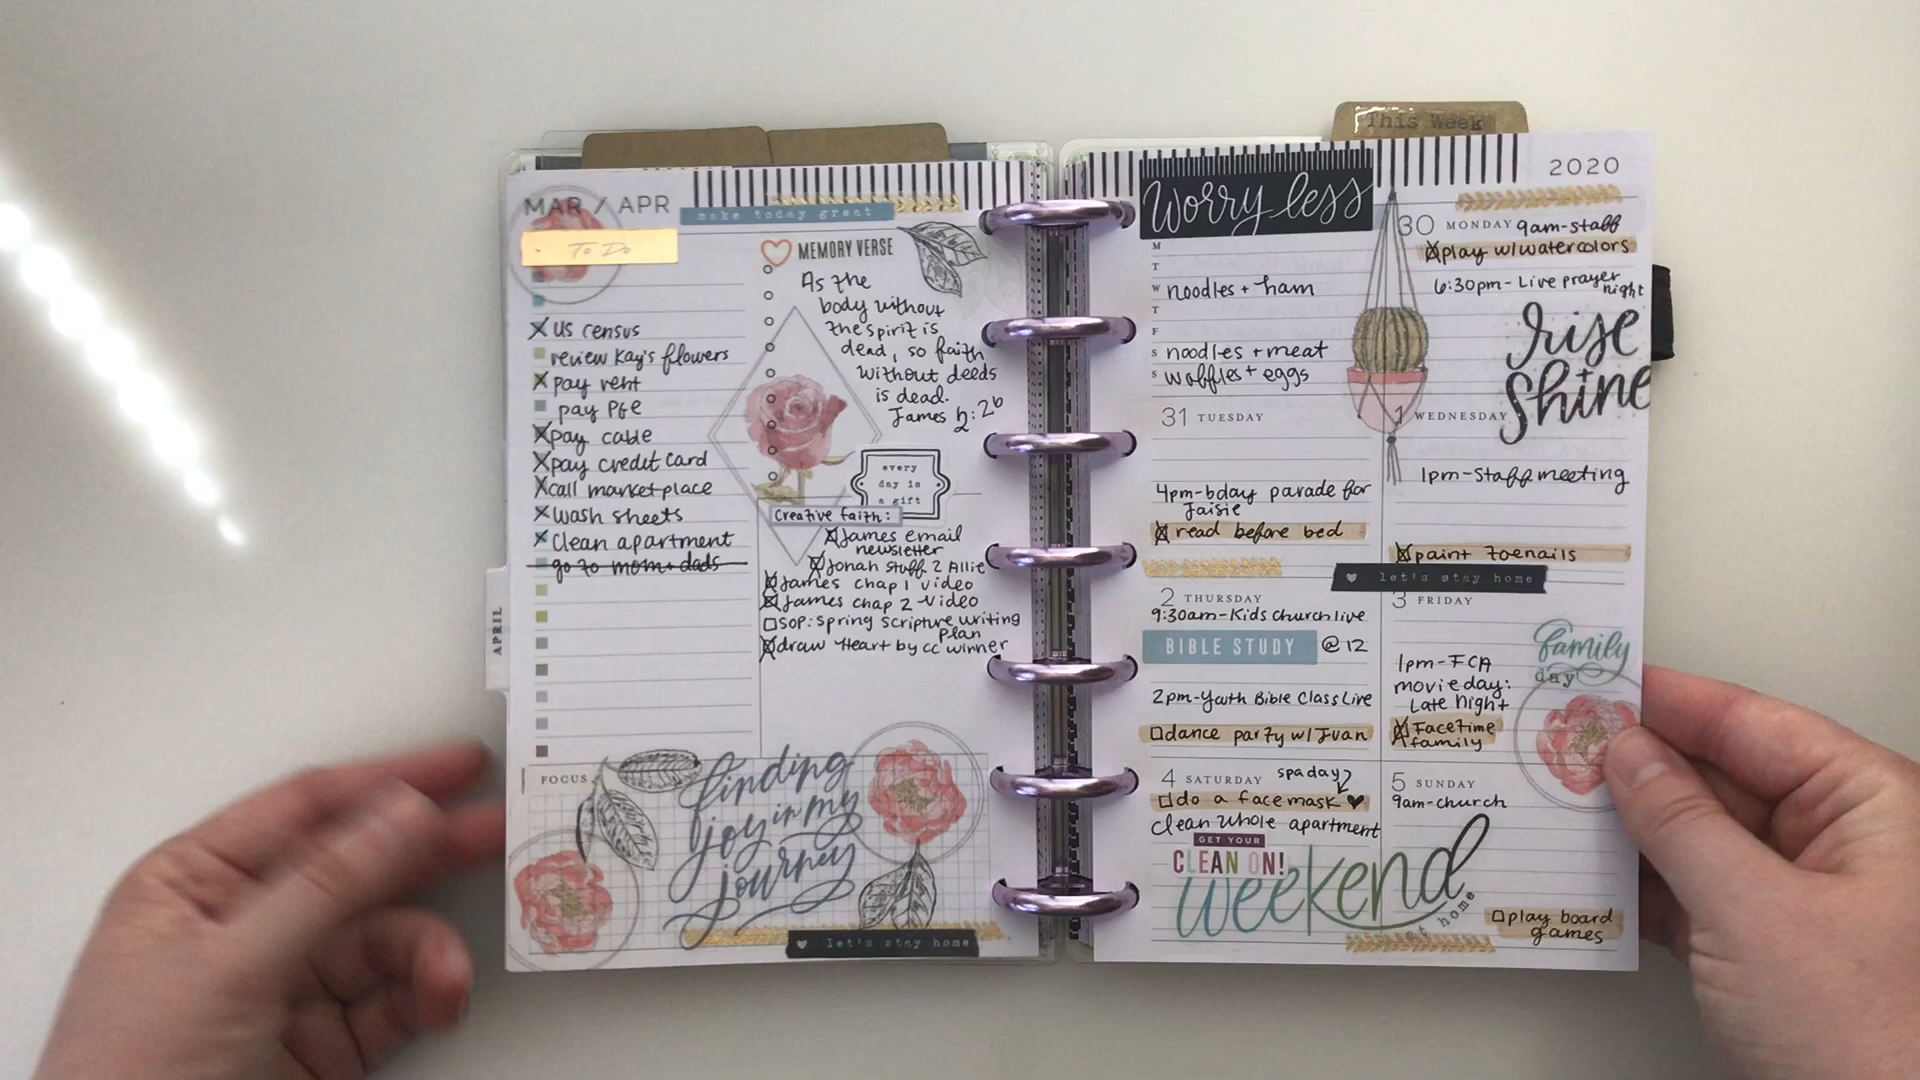 This Week
MAR / APR
make today great
To Do
X US census
review Kay's flowers
X pay rent
pay PGE
X pay cable
X pay credit card
X call marketplace
X wash sheets
X Clean apartment
go to mom + dads
APRIL
MEMORY VERSE
As the
body without
the spirit is
dead, so faith
without deeds
is dead.
James 2:26
every
day is
a gift
Creative faith:
James email
newsletter
Jonah stuff 2 Allie
James chap 1 video
James chap 2 video
SOP: spring scripture writing
plan
draw Heart by cc winner
FOCUS
finding
joy in my
journey
let's stay home
Worry less
2020
M
T
W noodles + ham
T
F
S noodles + meat
S waffles + eggs
30 MONDAY 9am-staff
play w/watercolors
6:30pm- Live prayer
night
rise
shine
31 TUESDAY
4pm-bday parade for
Jaisie
read before bed
1 WEDNESDAY
1pm-Staff meeting
paint toenails
let's stay home
2 THURSDAY
9:30am-Kids Church live
BIBLE STUDY @ 12
2pm-Youth Bible Class Live
dance party w/Juan
3 FRIDAY
family
day
1pm-FCA
movie day:
Late Night
Facetime
family
4 SATURDAY spa day
do a facemask
clean whole apartment
GET YOUR
CLEAN ON!
weekend
at home
5 SUNDAY
9am-church
play board
games